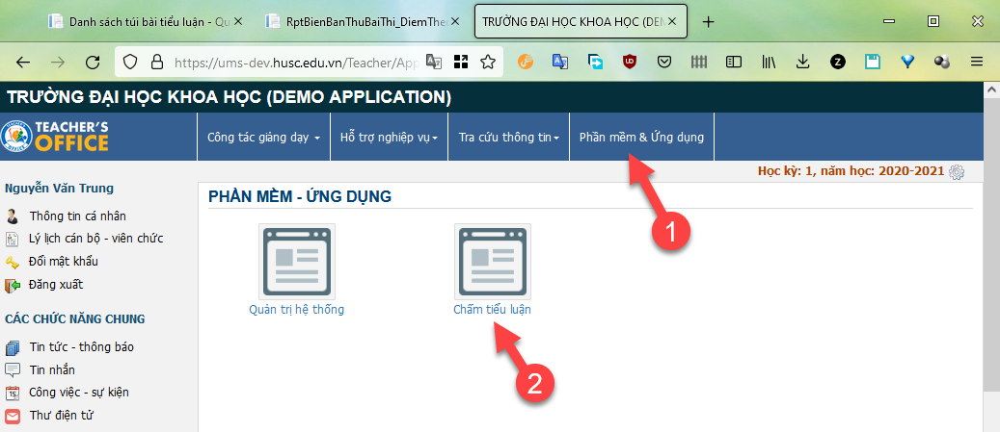 Danh sách túi bài tiểu luận - Qu
RptBienBanThuBaiThi_DiemThe
TRƯỜNG ĐẠI HỌC KHOA HỌC (DEM
https://ums-dev.husc.edu.vn/Teacher/App
TRƯỜNG ĐẠI HỌC KHOA HỌC (DEMO APPLICATION)
TEACHER'S
OFFICE
Công tác giảng dạy
Hỗ trợ nghiệp vụ
Tra cứu thông tin
Phần mềm & Ứng dụng
Học kỳ: 1, năm học: 2020-2021
Nguyễn Văn Trung
Thông tin cá nhân
Lý lịch cán bộ - viên chức
Đổi mật khẩu
Đăng xuất
CÁC CHỨC NĂNG CHUNG
Tin tức - thông báo
Tin nhắn
Công việc - sự kiện
Thư điện tử
PHẦN MỀM - ỨNG DỤNG
Quản trị hệ thống
Chấm tiểu luận
1
2